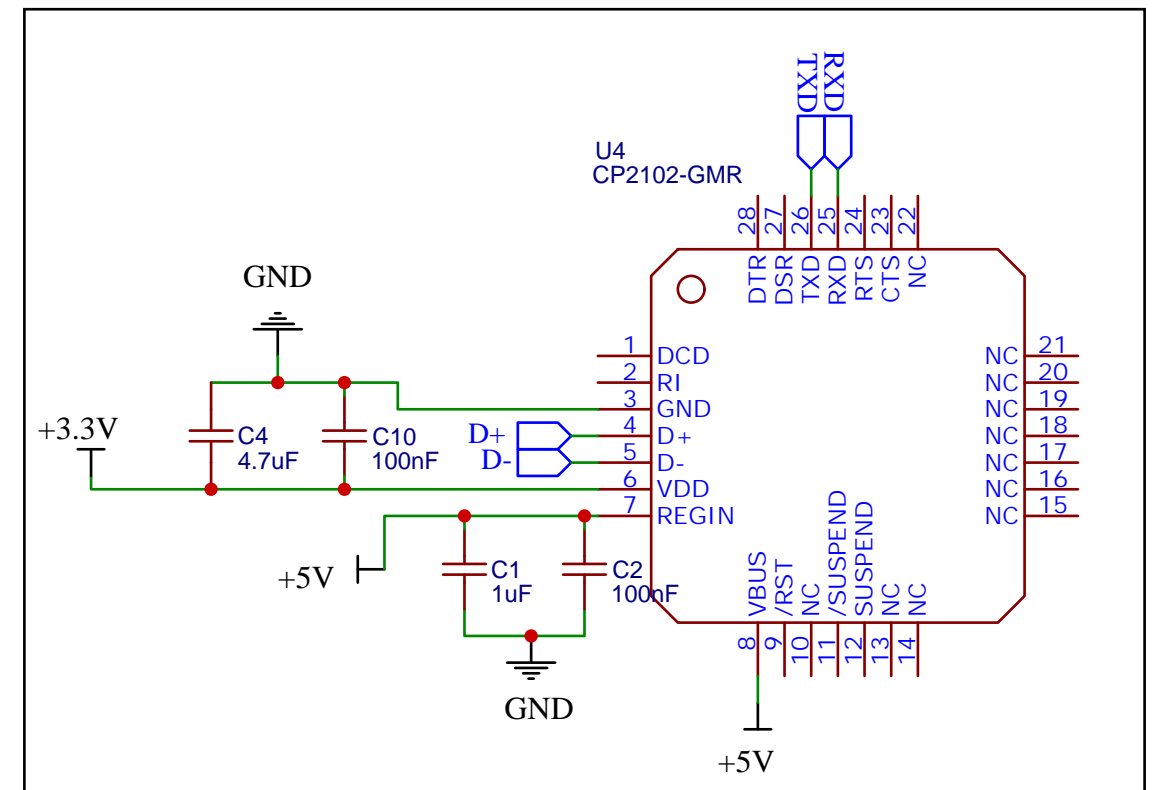 TXD
RXD
U4
CP2102-GMR
28
27
26
25
24
23
22
DTR
DSR
TXD
RXD
RTS
CTS
NC
GND
+3.3V
C4
4.7uF
C10
100nF
D+
D-
1 DCD
2 RI
3 GND
4 D+
5 D-
6 VDD
7 REGIN
NC 21
NC 20
NC 19
NC 18
NC 17
NC 16
NC 15
+5V
C1
1uF
C2
100nF
GND
VBUS
/RST
NC
/SUSPEND
SUSPEND
NC
NC
8
9
10
11
12
13
14
+5V